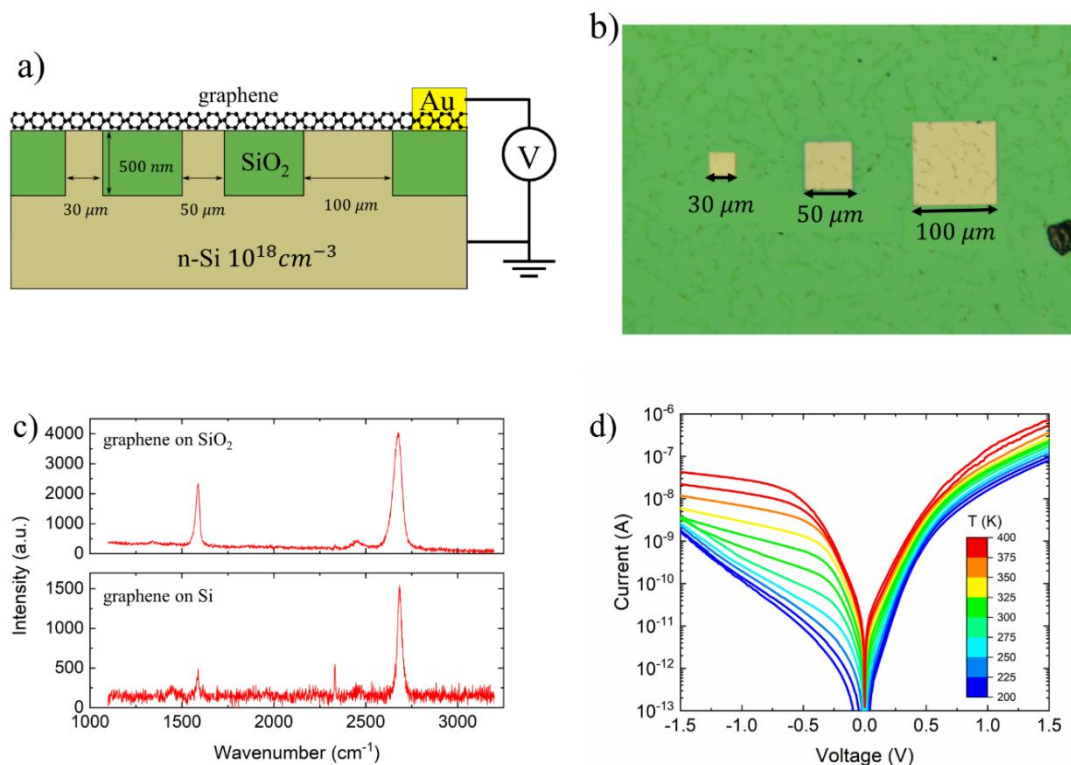 a)
graphene
Au
500 nm
SiO₂
V
30 μm
50 μm
100 μm
n-Si 10¹⁸cm⁻³
b)
30 μm
50 μm
100 μm
c)
4000
3000
2000
1000
0
graphene on SiO₂
1500
1000
500
0
graphene on Si
Intensity (a.u.)
1000 1500 2000 2500 3000
Wavenumber (cm⁻¹)
d)
10⁻⁶
10⁻⁷
10⁻⁸
10⁻⁹
10⁻¹⁰
10⁻¹¹
10⁻¹²
10⁻¹³
Current (A)
T (K)
400
375
350
325
300
275
250
225
200
-1.5 -1.0 -0.5 0.0 0.5 1.0 1.5
Voltage (V)